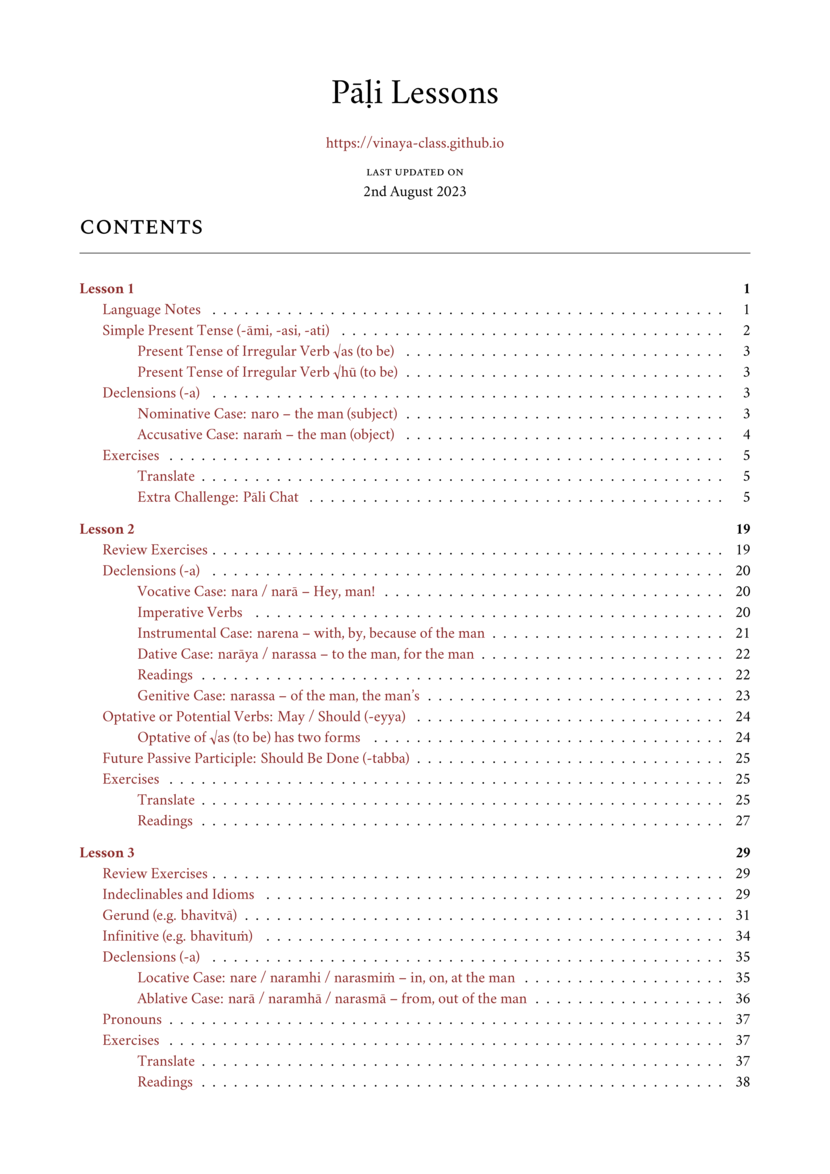 Pāḷi Lessons
https://vinaya-class.github.io
LAST UPDATED ON
2nd August 2023
CONTENTS
Lesson 1 1
Language Notes . . . . . . . . . . . . . . . . . . . . 1
Simple Present Tense (-āmi, -asi, -ati) . . . . . . . . . . . . . . . . . . . . 2
Present Tense of Irregular Verb √as (to be) . . . . . . . . . . . . . . . . . . . . 3
Present Tense of Irregular Verb √hū (to be) . . . . . . . . . . . . . . . . . . . . 3
Declensions (-a) . . . . . . . . . . . . . . . . . . . . 3
Nominative Case: naro – the man (subject) . . . . . . . . . . . . . . . . . . . . 3
Accusative Case: naraṁ – the man (object) . . . . . . . . . . . . . . . . . . . . 4
Exercises . . . . . . . . . . . . . . . . . . . . 5
Translate . . . . . . . . . . . . . . . . . . . . 5
Extra Challenge: Pāli Chat . . . . . . . . . . . . . . . . . . . . 5
Lesson 2 19
Review Exercises . . . . . . . . . . . . . . . . . . . . 19
Declensions (-a) . . . . . . . . . . . . . . . . . . . . 20
Vocative Case: nara / narā – Hey, man! . . . . . . . . . . . . . . . . . . . . 20
Imperative Verbs . . . . . . . . . . . . . . . . . . . . 20
Instrumental Case: narena – with, by, because of the man . . . . . . . . . . . . . . . . . . . . 21
Dative Case: narāya / narassa – to the man, for the man . . . . . . . . . . . . . . . . . . . . 22
Readings . . . . . . . . . . . . . . . . . . . . 22
Genitive Case: narassa – of the man, the man’s . . . . . . . . . . . . . . . . . . . . 23
Optative or Potential Verbs: May / Should (-eyya) . . . . . . . . . . . . . . . . . . . . 24
Optative of √as (to be) has two forms . . . . . . . . . . . . . . . . . . . . 24
Future Passive Participle: Should Be Done (-tabba) . . . . . . . . . . . . . . . . . . . . 25
Exercises . . . . . . . . . . . . . . . . . . . . 25
Translate . . . . . . . . . . . . . . . . . . . . 25
Readings . . . . . . . . . . . . . . . . . . . . 27
Lesson 3 29
Review Exercises . . . . . . . . . . . . . . . . . . . . 29
Indeclinables and Idioms . . . . . . . . . . . . . . . . . . . . 29
Gerund (e.g. bhavitvā) . . . . . . . . . . . . . . . . . . . . 31
Infinitive (e.g. bhavituṁ) . . . . . . . . . . . . . . . . . . . . 34
Declensions (-a) . . . . . . . . . . . . . . . . . . . . 35
Locative Case: nare / naramhi / narasmiṁ – in, on, at the man . . . . . . . . . . . . . . . . . . . 35
Ablative Case: narā / naramhā / narasmā – from, out of the man . . . . . . . . . . . . . . . . . . 36
Pronouns . . . . . . . . . . . . . . . . . . . . 37
Exercises . . . . . . . . . . . . . . . . . . . . 37
Translate . . . . . . . . . . . . . . . . . . . . 37
Readings . . . . . . . . . . . . . . . . . . . . 38